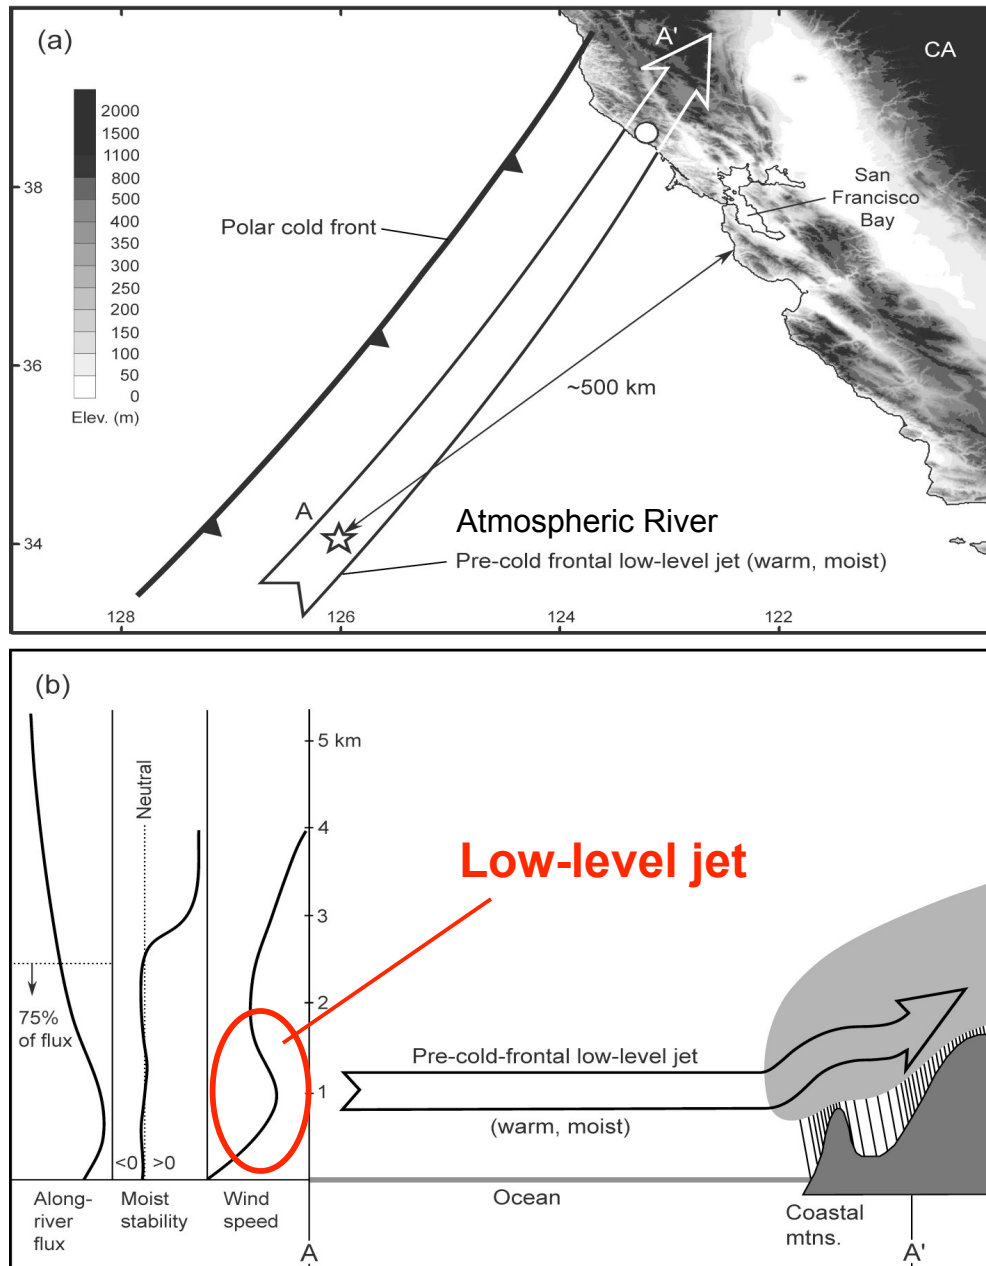 (a)
A'
CA
2000
1500
1100
800
500
400
350
300
250
200
150
100
50
0
Elev. (m)
38
36
34
Polar cold front
San
Francisco
Bay
~500 km
A
Atmospheric River
Pre-cold frontal low-level jet (warm, moist)
128
126
124
122
(b)
5 km
4
3
2
1
Neutral
Low-level jet
75%
of flux
<0
>0
Pre-cold-frontal low-level jet
(warm, moist)
Along-
river
flux
Moist
stability
Wind
speed
Ocean
Coastal
mtns.
A
A'